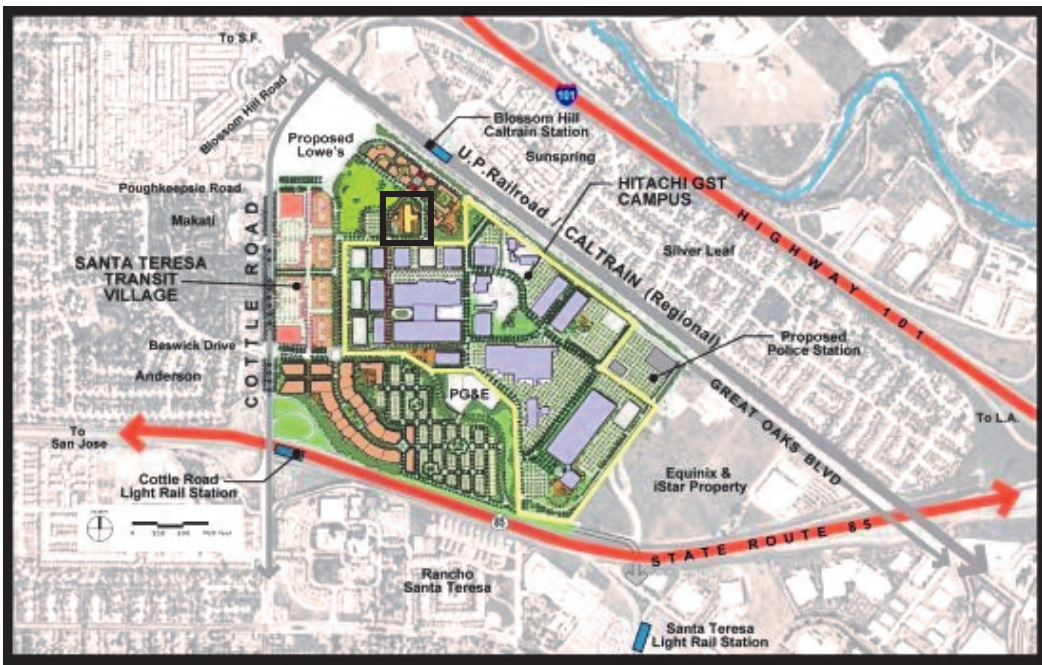 To S.F.
101
Blossom Hill Road
Blossom Hill
Caltrain Station
Proposed
Lowe's
Sunspring
U.P.Railroad / CALTRAIN (Regional)
HITACHI GST
CAMPUS
Poughkeepsie Road
Makati
HIGHWAY 101
COTTLE ROAD
Silver Leaf
SANTA TERESA
TRANSIT
VILLAGE
Proposed
Police Station
Beswick Drive
Anderson
PG&E
GREAT OAKS BLVD
To L.A.
To
San Jose
Equinix &
iStar Property
Cottle Road
Light Rail Station
85
STATE ROUTE 85
Rancho
Santa Teresa
Santa Teresa
Light Rail Station